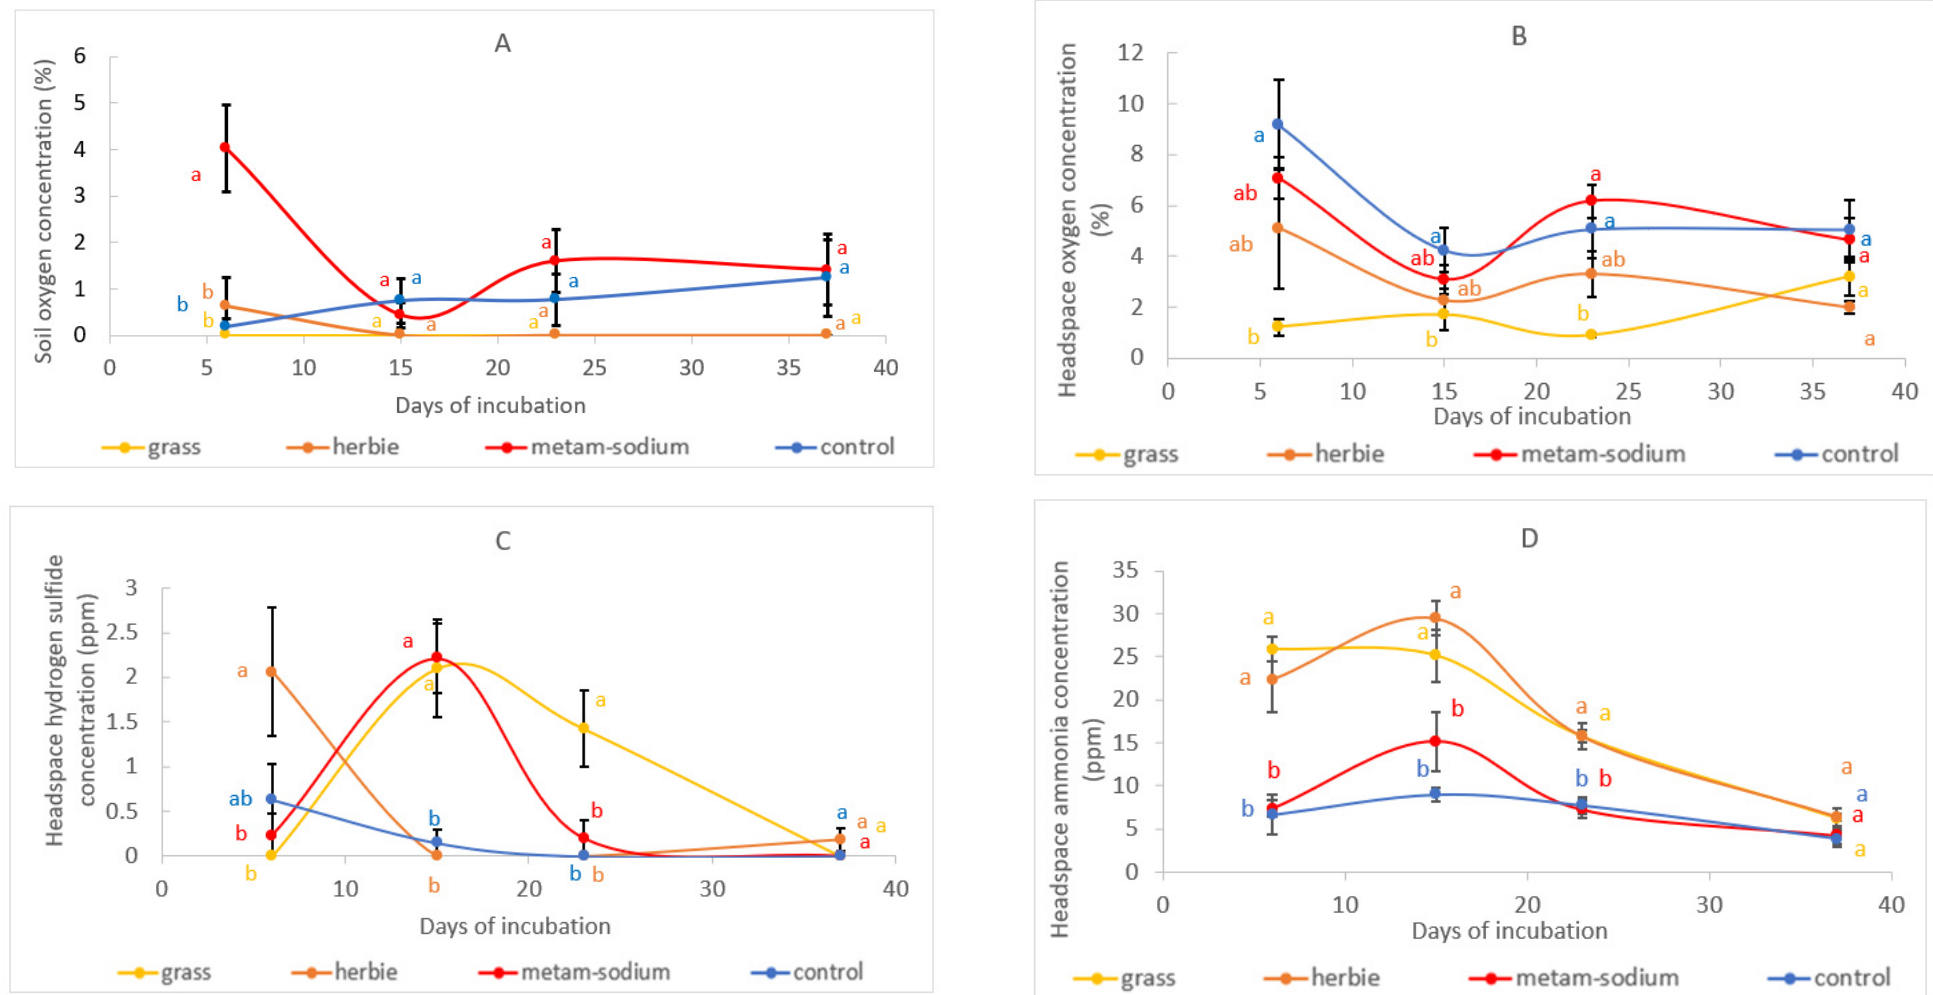 A
Soil oxygen concentration (%)
6
5
4
3
2
1
0
a
b
b
b
a
a
a
a
a
a
a
a
a
a
a
a
0 5 10 15 20 25 30 35 40
Days of incubation
grass herbie metam-sodium control
B
Headspace oxygen concentration
(%)
12
10
8
6
4
2
0
a
ab
ab
b
a
ab
ab
b
a
a
ab
b
a
a
a
a
0 5 10 15 20 25 30 35 40
Days of incubation
grass herbie metam-sodium control
C
Headspace hydrogen sulfide
concentration (ppm)
3
2.5
2
1.5
1
0.5
0
a
ab
b
b
a
a
b
b
a
b
b b
a
a a
a
0 10 20 30 40
Days of incubation
grass herbie metam-sodium control
D
Headspace ammonia concentration
(ppm)
35
30
25
20
15
10
5
0
a
a
b
b
a
a
b
b
a a
b b
a
a
a
a
0 10 20 30 40
Days of incubation
grass herbie metam-sodium control